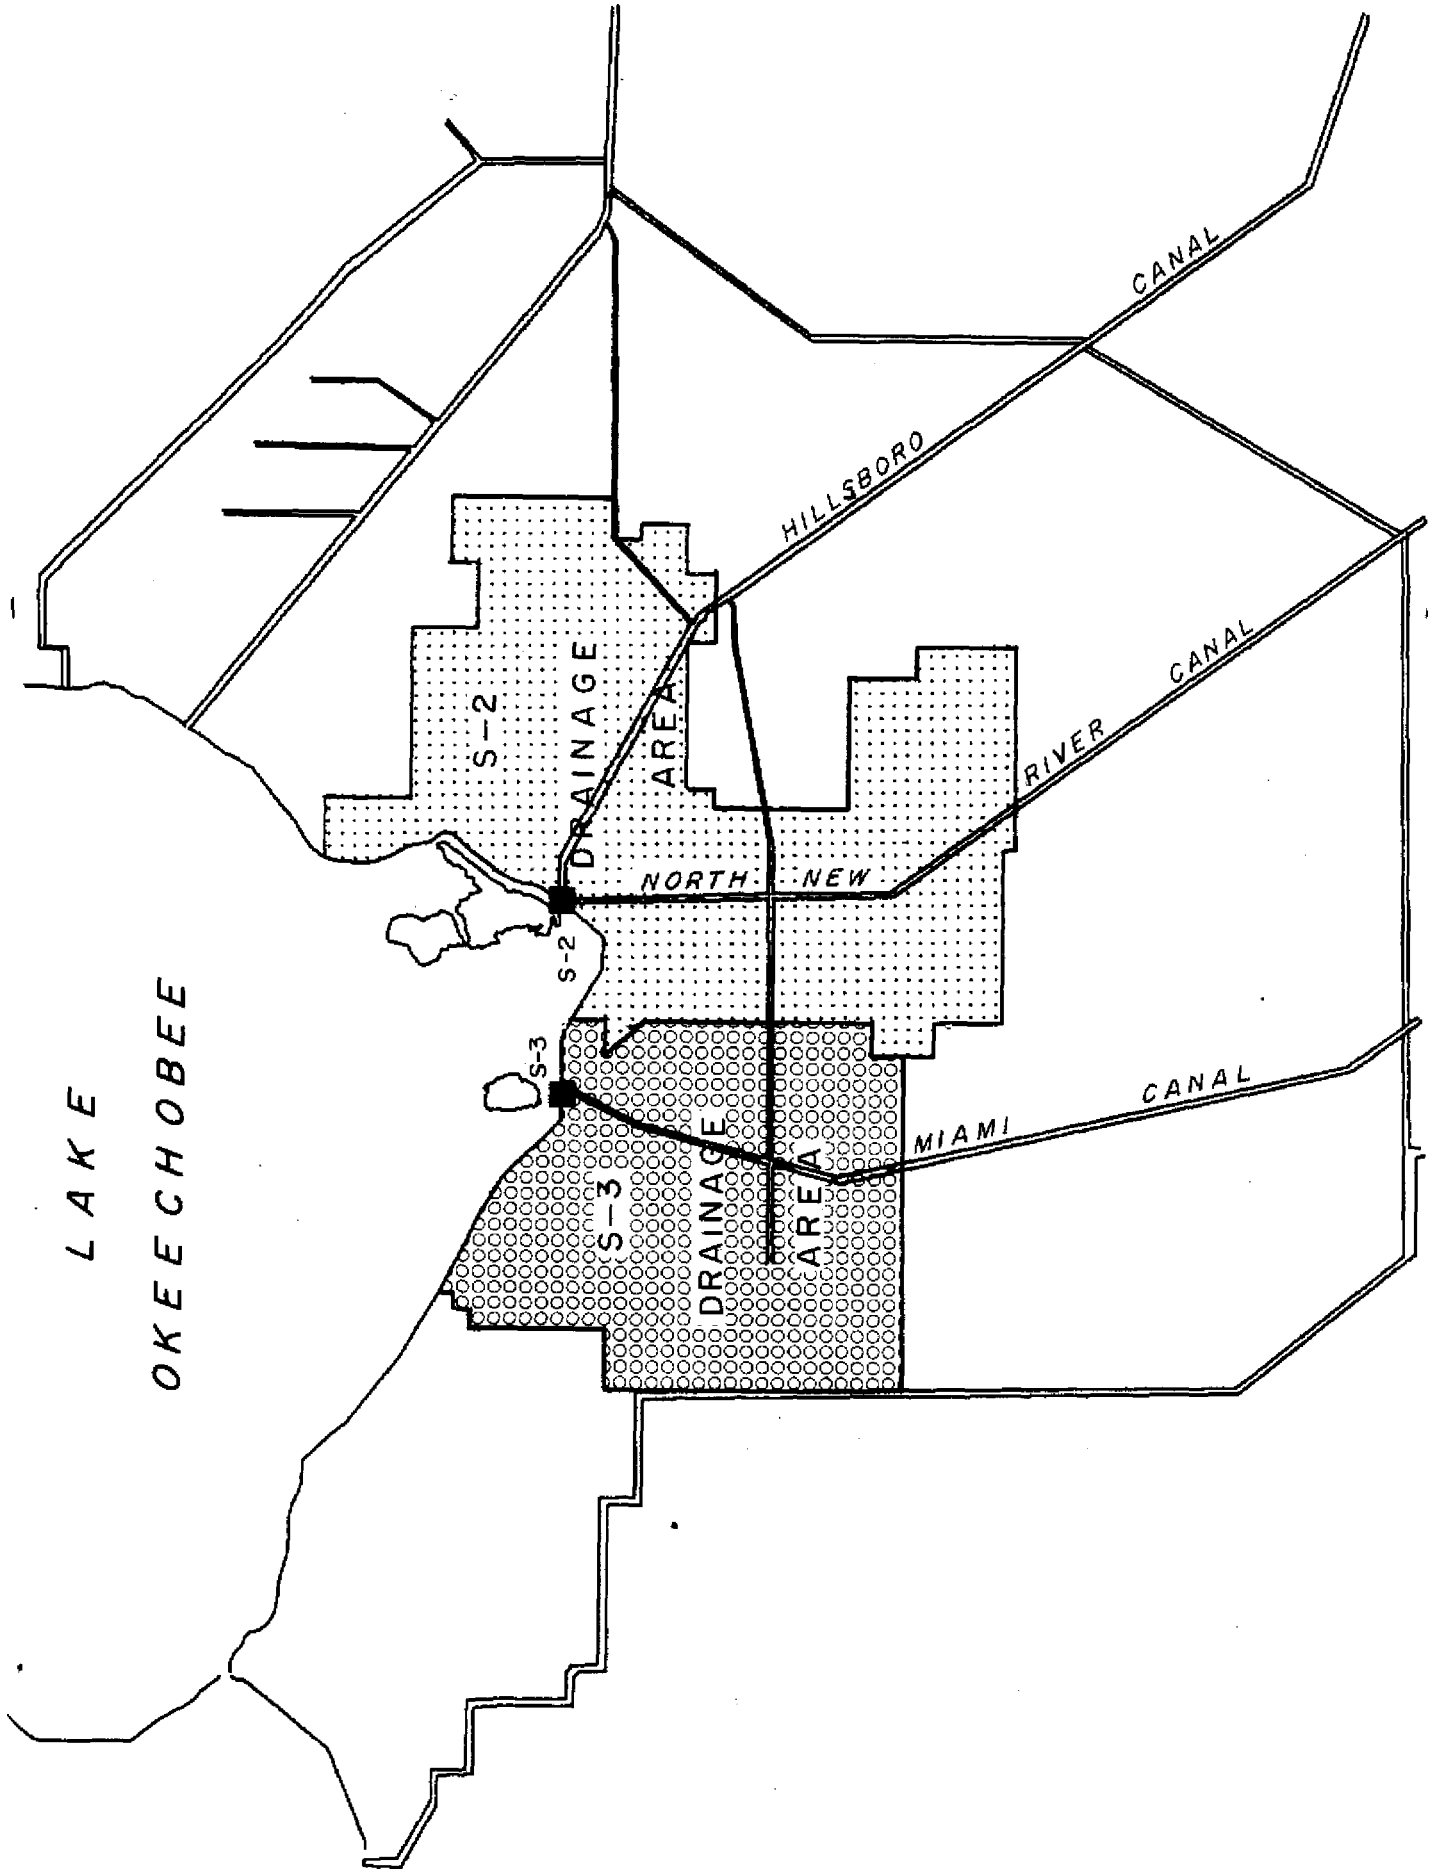 LAKE
OKEECHOBEE
S-3
S-2
S-2
DRAINAGE
AREA
S-3
DRAINAGE
AREA
NORTH NEW RIVER CANAL
HILLSBORO CANAL
MIAMI CANAL